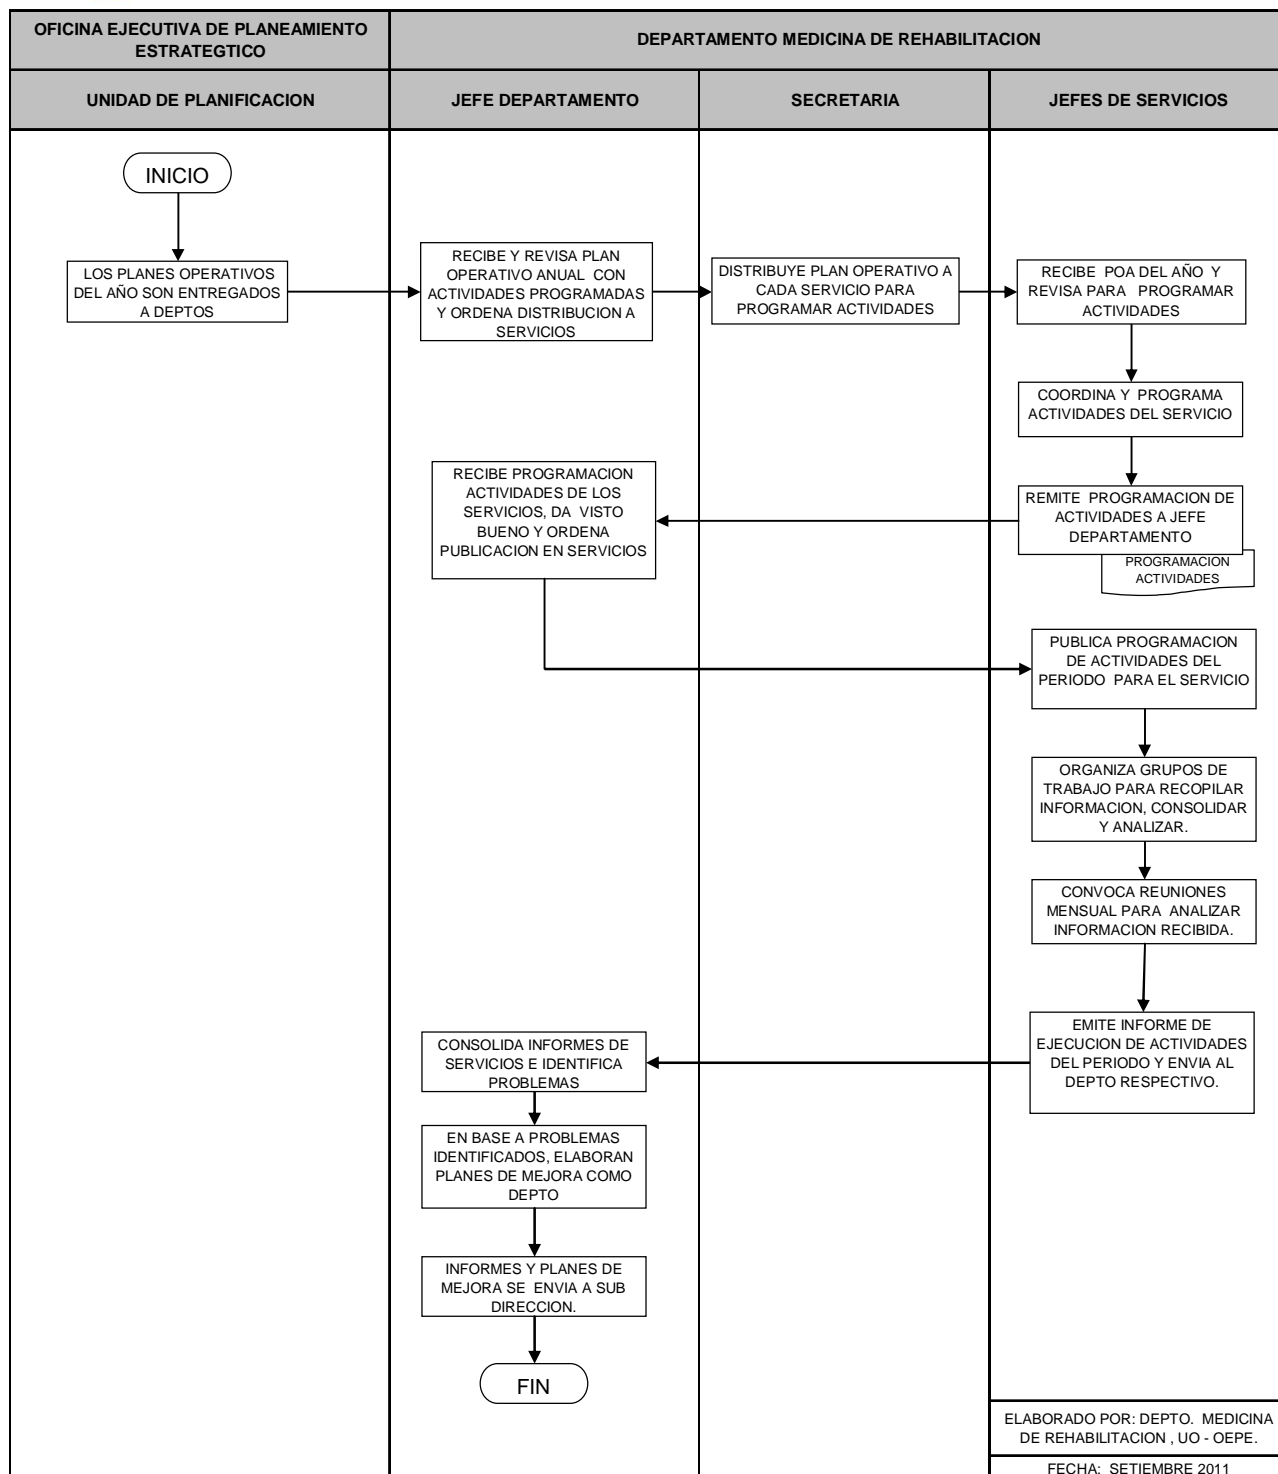 OFICINA EJECUTIVA DE PLANEAMIENTO
ESTRATEGTICO
DEPARTAMENTO MEDICINA DE REHABILITACION
UNIDAD DE PLANIFICACION
JEFE DEPARTAMENTO
SECRETARIA
JEFES DE SERVICIOS
INICIO
LOS PLANES OPERATIVOS
DEL AÑO SON ENTREGADOS
A DEPTOS
RECIBE Y REVISA PLAN
OPERATIVO ANUAL CON
ACTIVIDADES PROGRAMADAS
Y ORDENA DISTRIBUCION A
SERVICIOS
DISTRIBUYE PLAN OPERATIVO A
CADA SERVICIO PARA
PROGRAMAR ACTIVIDADES
RECIBE POA DEL AÑO Y
REVISA PARA PROGRAMAR
ACTIVIDADES
COORDINA Y PROGRAMA
ACTIVIDADES DEL SERVICIO
REMITE PROGRAMACION DE
ACTIVIDADES A JEFE
DEPARTAMENTO
PROGRAMACION
ACTIVIDADES
RECIBE PROGRAMACION
ACTIVIDADES DE LOS
SERVICIOS, DA VISTO
BUENO Y ORDENA
PUBLICACION EN SERVICIOS
PUBLICA PROGRAMACION
DE ACTIVIDADES DEL
PERIODO PARA EL SERVICIO
ORGANIZA GRUPOS DE
TRABAJO PARA RECOPILAR
INFORMACION, CONSOLIDAR
Y ANALIZAR.
CONVOCA REUNIONES
MENSUAL PARA ANALIZAR
INFORMACION RECIBIDA.
EMITE INFORME DE
EJECUCION DE ACTIVIDADES
DEL PERIODO Y ENVIA AL
DEPTO RESPECTIVO.
CONSOLIDA INFORMES DE
SERVICIOS E IDENTIFICA
PROBLEMAS
EN BASE A PROBLEMAS
IDENTIFICADOS, ELABORAN
PLANES DE MEJORA COMO
DEPTO
INFORMES Y PLANES DE
MEJORA SE ENVIA A SUB
DIRECCION.
FIN
ELABORADO POR: DEPTO. MEDICINA
DE REHABILITACION , UO - OEPE.
FECHA: SETIEMBRE 2011